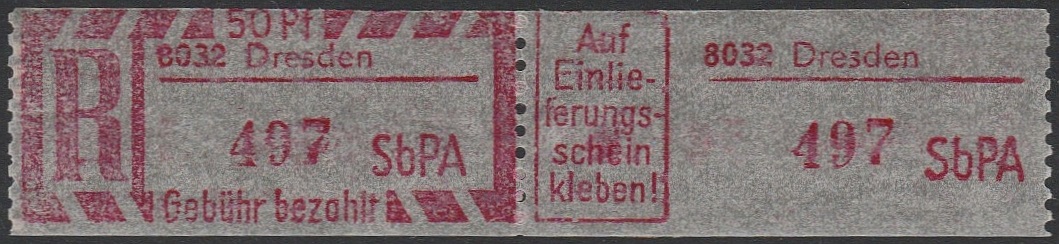 50 Pf
R
8032 Dresden
497 SbPA
Gebühr bezahlt
Auf
Einlie-
ferungs-
schein
kleben!
8032 Dresden
497 SbPA